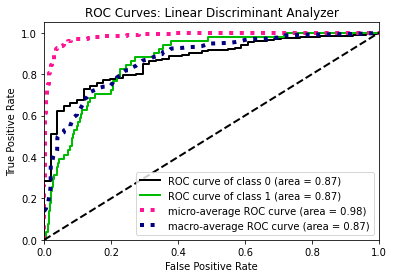 ROC Curves: Linear Discriminant Analyzer
True Positive Rate
1.0
0.8
0.6
0.4
0.2
0.0
ROC curve of class 0 (area = 0.87)
ROC curve of class 1 (area = 0.87)
micro-average ROC curve (area = 0.98)
macro-average ROC curve (area = 0.87)
0.0 0.2 0.4 0.6 0.8 1.0
False Positive Rate